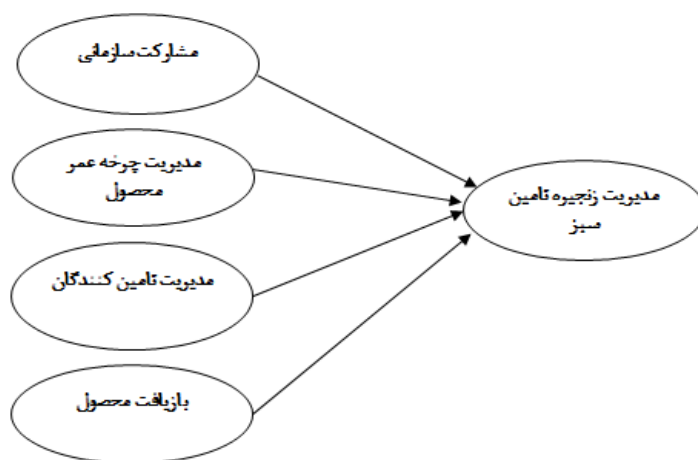 مشارکت سازمانی
مدیریت چرخه عمر
محصول
مدیریت تامین کنندگان
بازیافت محصول
مدیریت زنجیره تامین
سبز